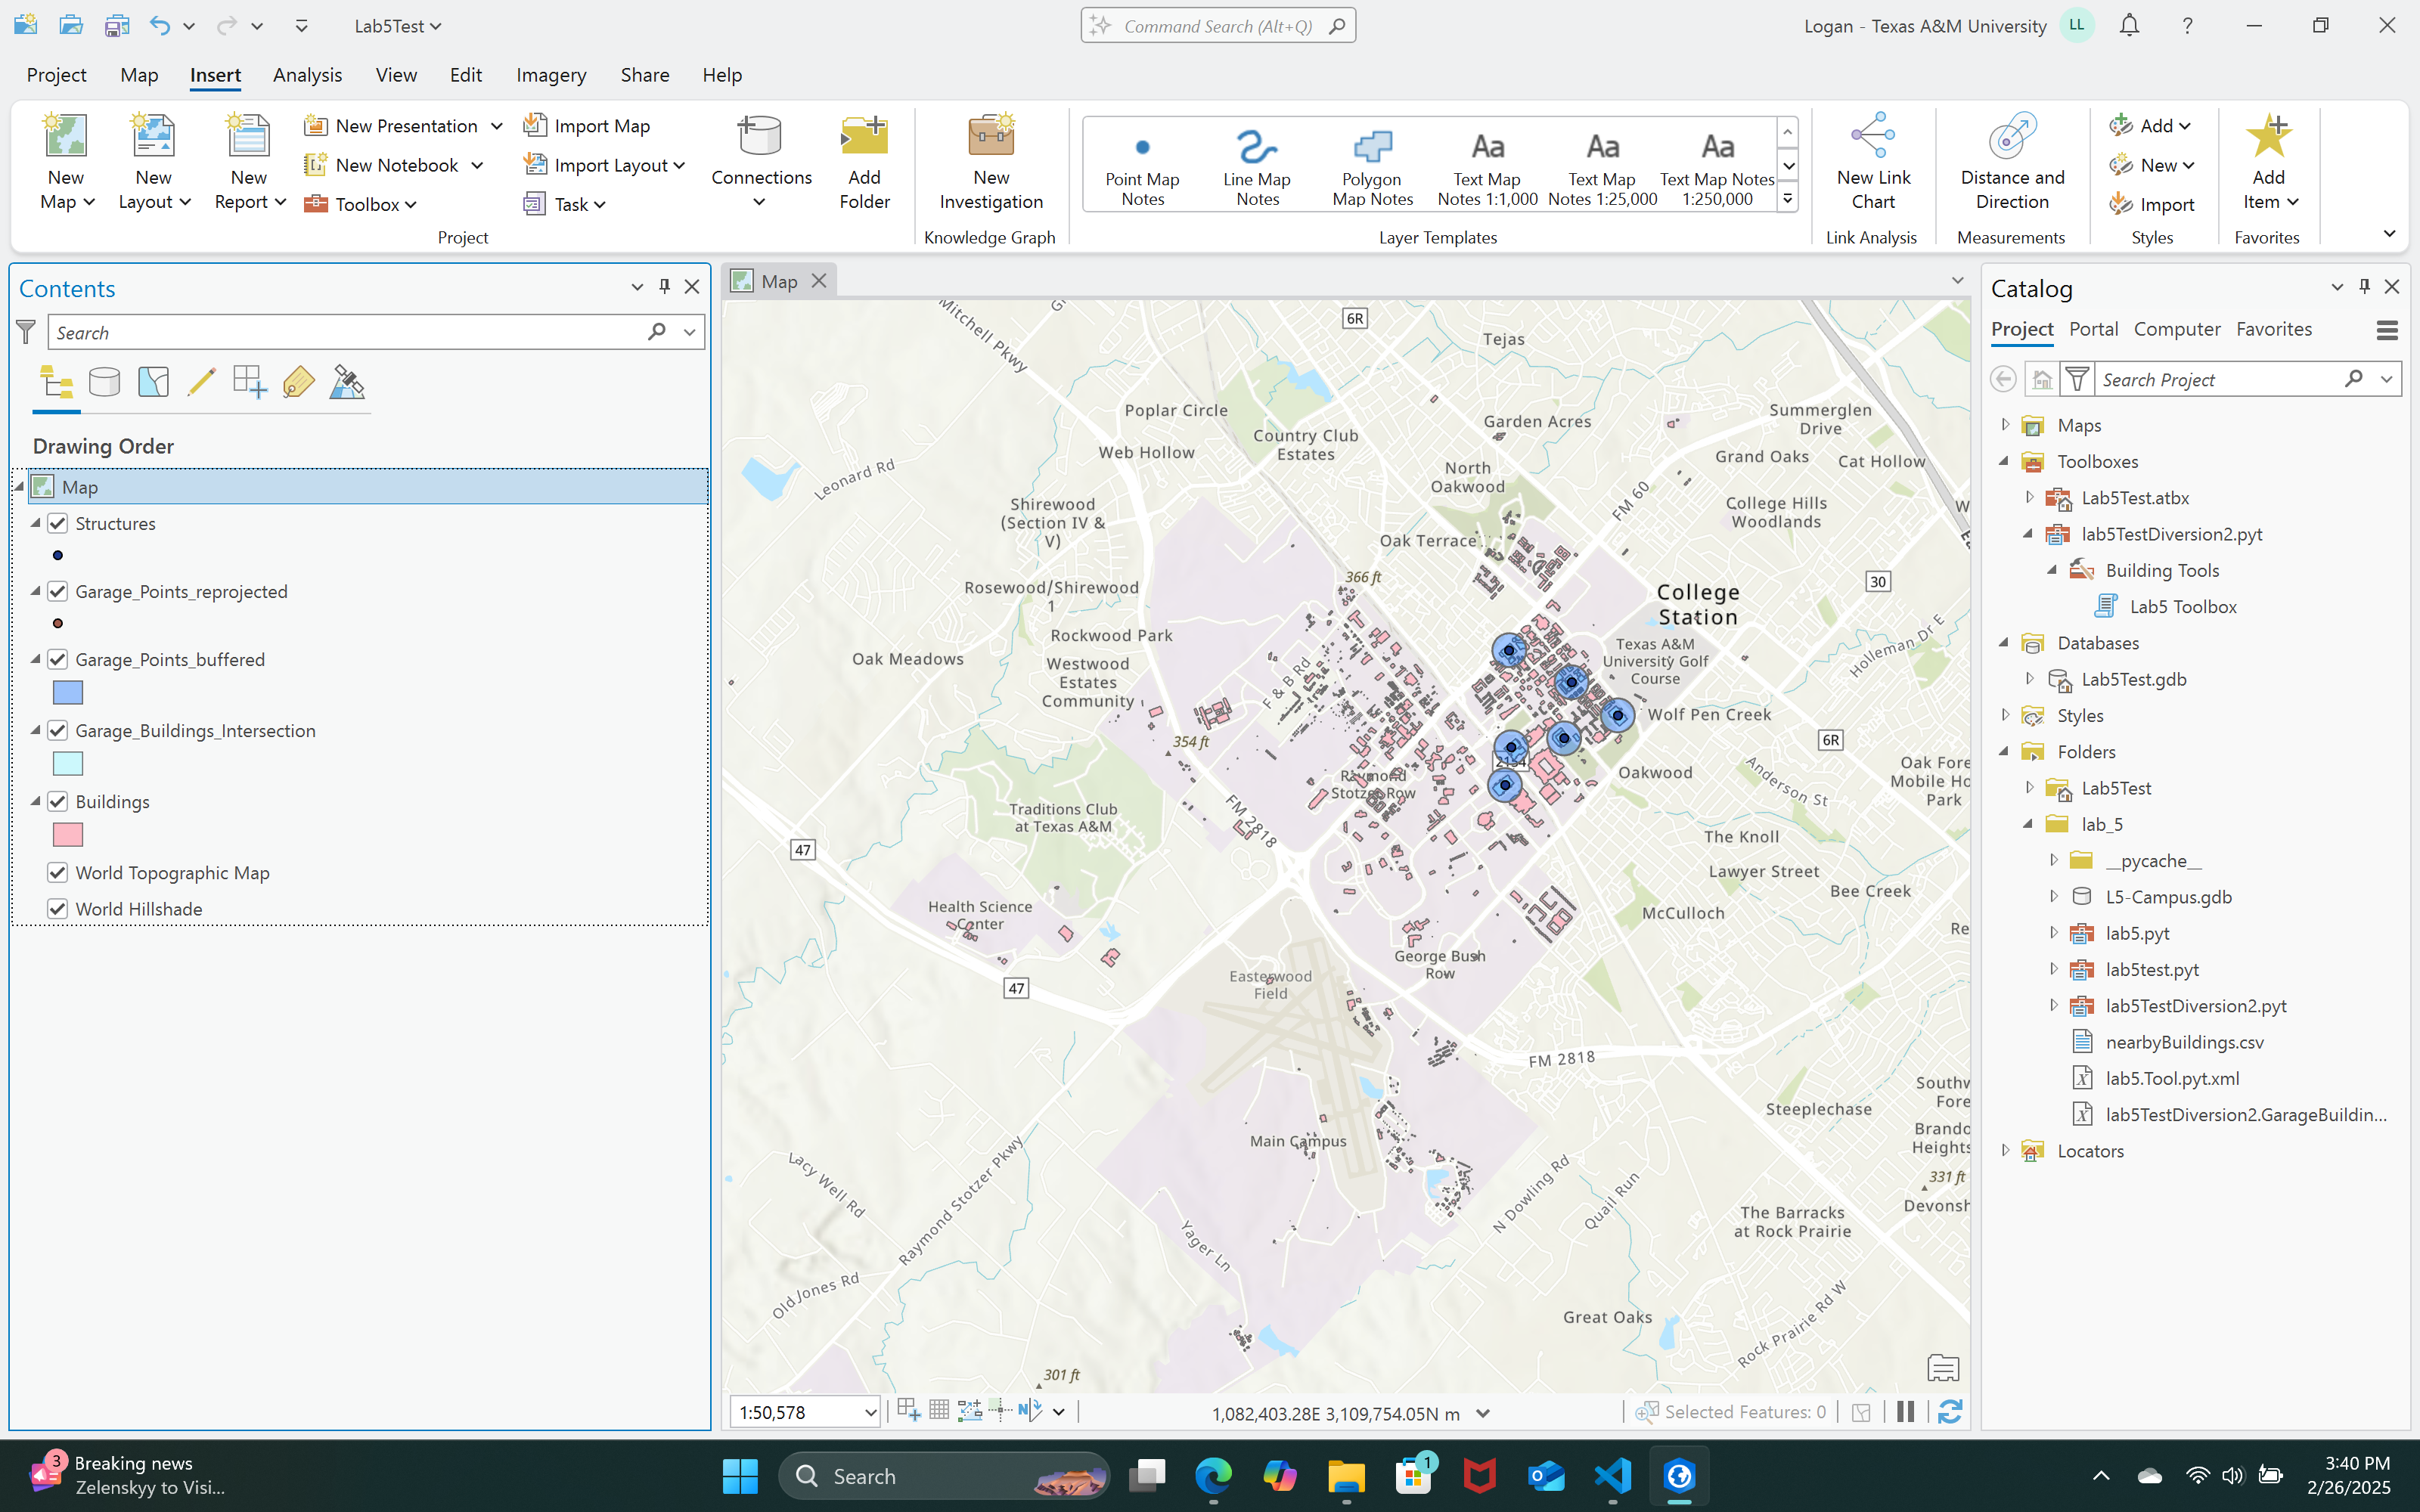 Lab5Test
Command Search (Alt+Q)
Logan - Texas A&M University
LL
?
Project Map Insert Analysis View Edit Imagery Share Help
New Map
New Layout
New Report
New Presentation
New Notebook
Toolbox
Import Map
Import Layout
Task
Connections
Add Folder
Project
New Investigation
Knowledge Graph
Point Map Notes
Line Map Notes
Polygon Map Notes
Aa
Text Map Notes 1:1,000
Aa
Text Map Notes 1:25,000
Aa
Text Map Notes 1:250,000
Layer Templates
New Link Chart
Link Analysis
Distance and Direction
Measurements
Add
New
Import
Styles
Add Item
Favorites
Contents
Search
Drawing Order
Map
Structures
Garage_Points_reprojected
Garage_Points_buffered
Garage_Buildings_Intersection
Buildings
World Topographic Map
World Hillshade
Map
Mitchell Pkwy
6R
Tejas
Poplar Circle
Country Club
Estates
Garden Acres
Summerglen
Drive
Web Hollow
Leonard Rd
North
Oakwood
Grand Oaks
Cat Hollow
Shirewood
(Section IV &
V)
FM 60
College Hills
Woodlands
Oak Terrace
366 ft
30
Rosewood/Shirewood
1
College
Station
Rockwood Park
Oak Meadows
Westwood
Estates
Community
F & B Rd
Texas A&M
University Golf
Course
Holleman Dr E
Wolf Pen Creek
354 ft
6R
2154
Raymond
Stotzer Row
Oakwood
Anderson St
Oak Fore
Mobile Ho
Park
Traditions Club
at Texas A&M
FM 2818
The Knoll
47
Lawyer Street
Bee Creek
Health Science
Center
McCulloch
Re
George Bush
Row
Easterwood
Field
47
FM 2818
Southw
Fore
Steeplechase
Brando
Heights
Main Campus
Lacy Well Rd
Raymond Stotzer Pkwy
N Dowling Rd
Quail Run
331 ft
Devonsh
The Barracks
at Rock Prairie
Yager Ln
Old Jones Rd
Great Oaks
Rock Prairie Rd W
301 ft
1:50,578
N
1,082,403.28E 3,109,754.05N m
Selected Features: 0
Catalog
Project Portal Computer Favorites
Search Project
Maps
Toolboxes
Lab5Test.atbx
lab5TestDiversion2.pyt
Building Tools
Lab5 Toolbox
Databases
Lab5Test.gdb
Styles
Folders
Lab5Test
lab_5
__pycache__
L5-Campus.gdb
lab5.pyt
lab5test.pyt
lab5TestDiversion2.pyt
nearbyBuildings.csv
lab5.Tool.pyt.xml
lab5TestDiversion2.GarageBuildin...
Locators
3
Breaking news
Zelenskyy to Visi...
Search
1
3:40 PM
2/26/2025